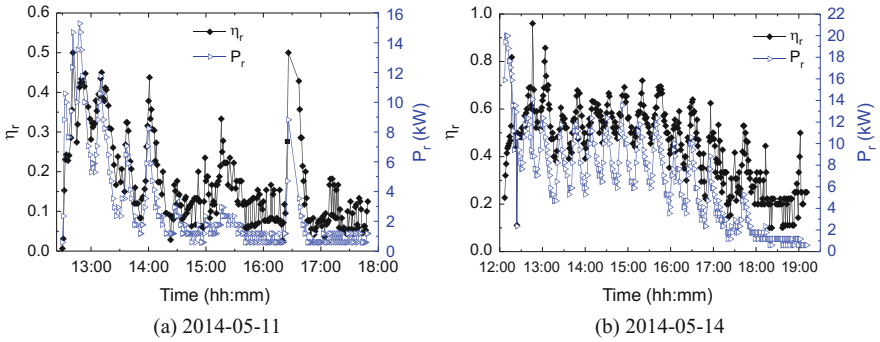 0.6
0.5
0.4
0.3
0.2
0.1
0.0
η_r
η_r
P_r
16
14
12
10
8
6
4
2
0
P_r (kW)
13:00 14:00 15:00 16:00 17:00 18:00
Time (hh:mm)
(a) 2014-05-11
1.0
0.8
0.6
0.4
0.2
0.0
η_r
η_r
P_r
22
20
18
16
14
12
10
8
6
4
2
0
P_r (kW)
12:00 13:00 14:00 15:00 16:00 17:00 18:00 19:00
Time (hh:mm)
(b) 2014-05-14